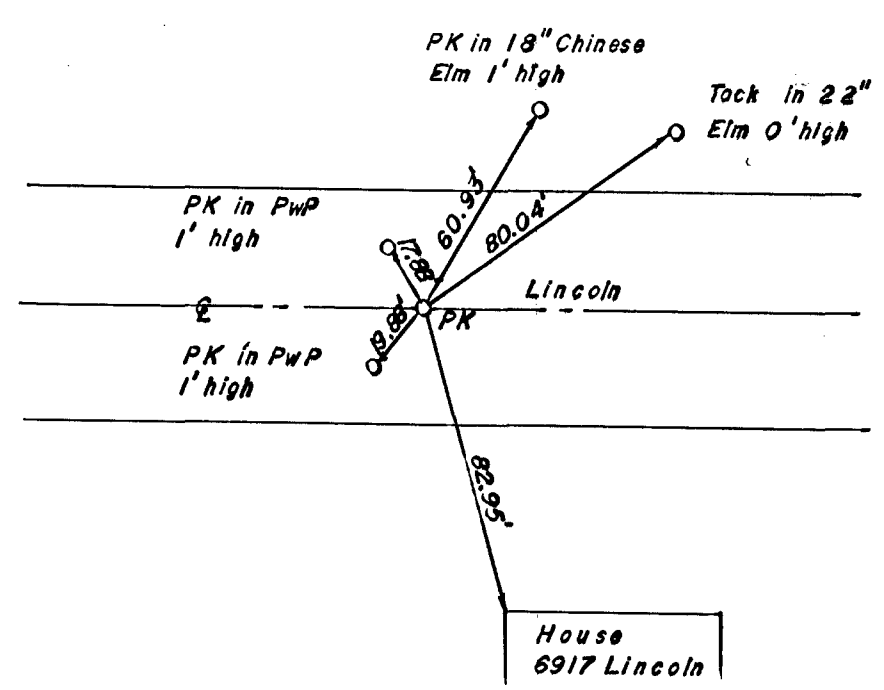 PK in 18" Chinese
Elm 1' high
Tack in 22"
Elm 0' high
PK in PwP
1' high
60.93'
80.04'
17.88'
Lincoln
℄
PK
19.88'
PK in PwP
1' high
82.95'
House
6917 Lincoln